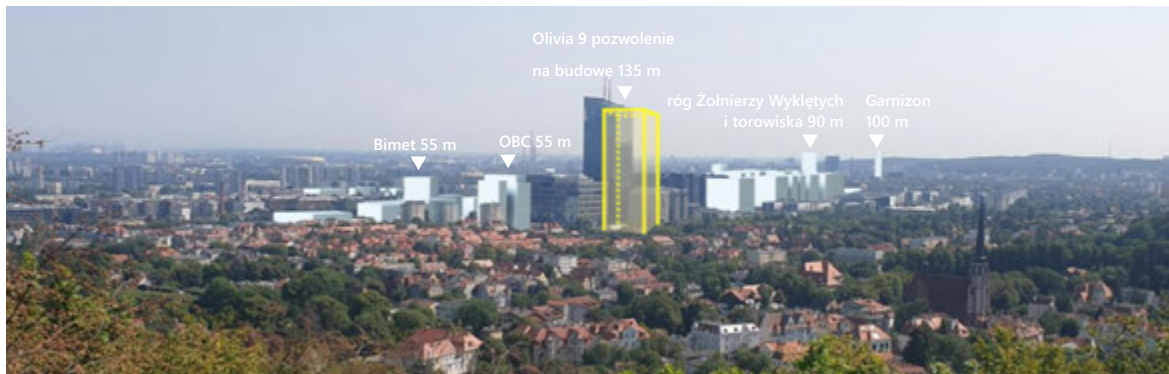 Olivia 9 pozwolenie
na budowę 135 m
róg Żołnierzy Wyklętych
i torowiska 90 m
Garnizon
100 m
Bimet 55 m
OBC 55 m